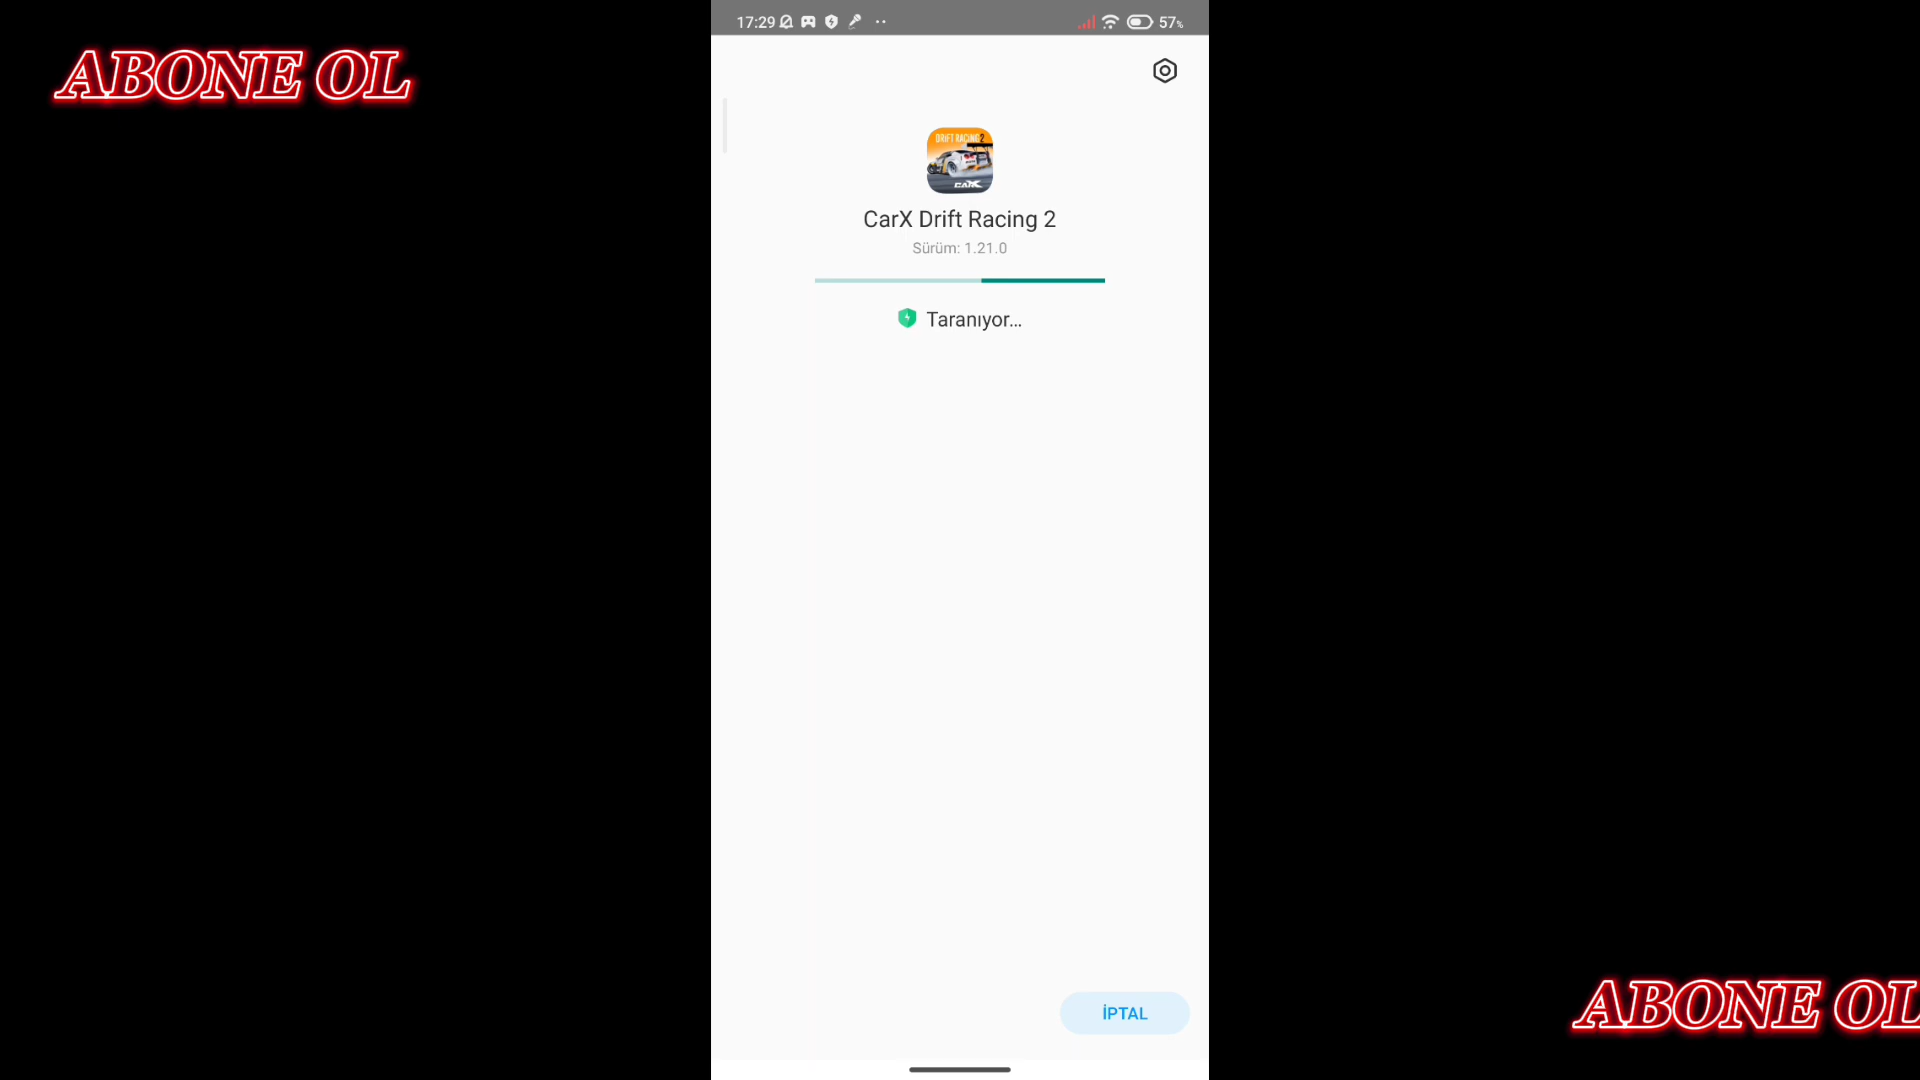 17:29
57%
ABONE OL
DRIFT RACING 2
CARX
CarX Drift Racing 2
Sürüm: 1.21.0
Taranıyor...
İPTAL
ABONE OL